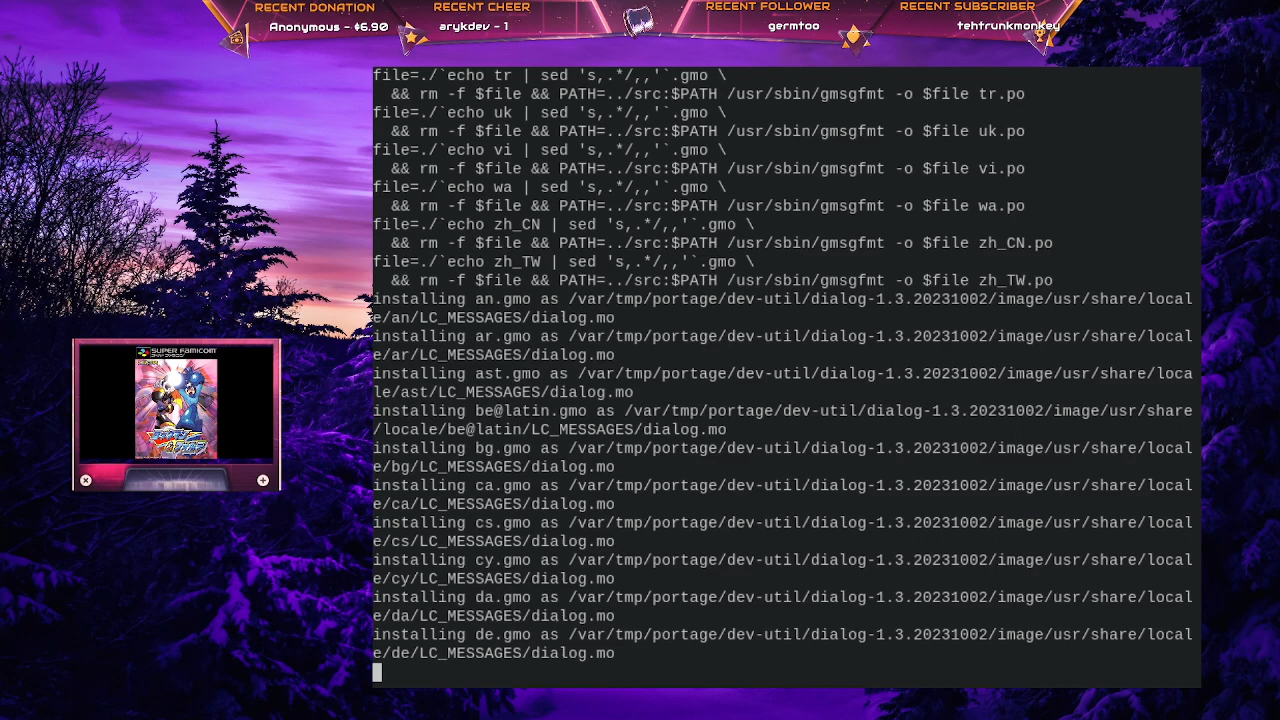 RECENT DONATION
Anonymous - $6.90
RECENT CHEER
arykdev - 1
RECENT FOLLOWER
germtoo
RECENT SUBSCRIBER
tehtrunkmonkey
file=./`echo tr | sed 's,.*/,,'`.gmo \
  && rm -f $file && PATH=../src:$PATH /usr/sbin/gmsgfmt -o $file tr.po
file=./`echo uk | sed 's,.*/,,'`.gmo \
  && rm -f $file && PATH=../src:$PATH /usr/sbin/gmsgfmt -o $file uk.po
file=./`echo vi | sed 's,.*/,,'`.gmo \
  && rm -f $file && PATH=../src:$PATH /usr/sbin/gmsgfmt -o $file vi.po
file=./`echo wa | sed 's,.*/,,'`.gmo \
  && rm -f $file && PATH=../src:$PATH /usr/sbin/gmsgfmt -o $file wa.po
file=./`echo zh_CN | sed 's,.*/,,'`.gmo \
  && rm -f $file && PATH=../src:$PATH /usr/sbin/gmsgfmt -o $file zh_CN.po
file=./`echo zh_TW | sed 's,.*/,,'`.gmo \
  && rm -f $file && PATH=../src:$PATH /usr/sbin/gmsgfmt -o $file zh_TW.po
installing an.gmo as /var/tmp/portage/dev-util/dialog-1.3.20231002/image/usr/share/local
e/an/LC_MESSAGES/dialog.mo
installing ar.gmo as /var/tmp/portage/dev-util/dialog-1.3.20231002/image/usr/share/local
e/ar/LC_MESSAGES/dialog.mo
installing ast.gmo as /var/tmp/portage/dev-util/dialog-1.3.20231002/image/usr/share/loca
le/ast/LC_MESSAGES/dialog.mo
installing be@latin.gmo as /var/tmp/portage/dev-util/dialog-1.3.20231002/image/usr/share
/locale/be@latin/LC_MESSAGES/dialog.mo
installing bg.gmo as /var/tmp/portage/dev-util/dialog-1.3.20231002/image/usr/share/local
e/bg/LC_MESSAGES/dialog.mo
installing ca.gmo as /var/tmp/portage/dev-util/dialog-1.3.20231002/image/usr/share/local
e/ca/LC_MESSAGES/dialog.mo
installing cs.gmo as /var/tmp/portage/dev-util/dialog-1.3.20231002/image/usr/share/local
e/cs/LC_MESSAGES/dialog.mo
installing cy.gmo as /var/tmp/portage/dev-util/dialog-1.3.20231002/image/usr/share/local
e/cy/LC_MESSAGES/dialog.mo
installing da.gmo as /var/tmp/portage/dev-util/dialog-1.3.20231002/image/usr/share/local
e/da/LC_MESSAGES/dialog.mo
installing de.gmo as /var/tmp/portage/dev-util/dialog-1.3.20231002/image/usr/share/local
e/de/LC_MESSAGES/dialog.mo
SUPER FAMICOM